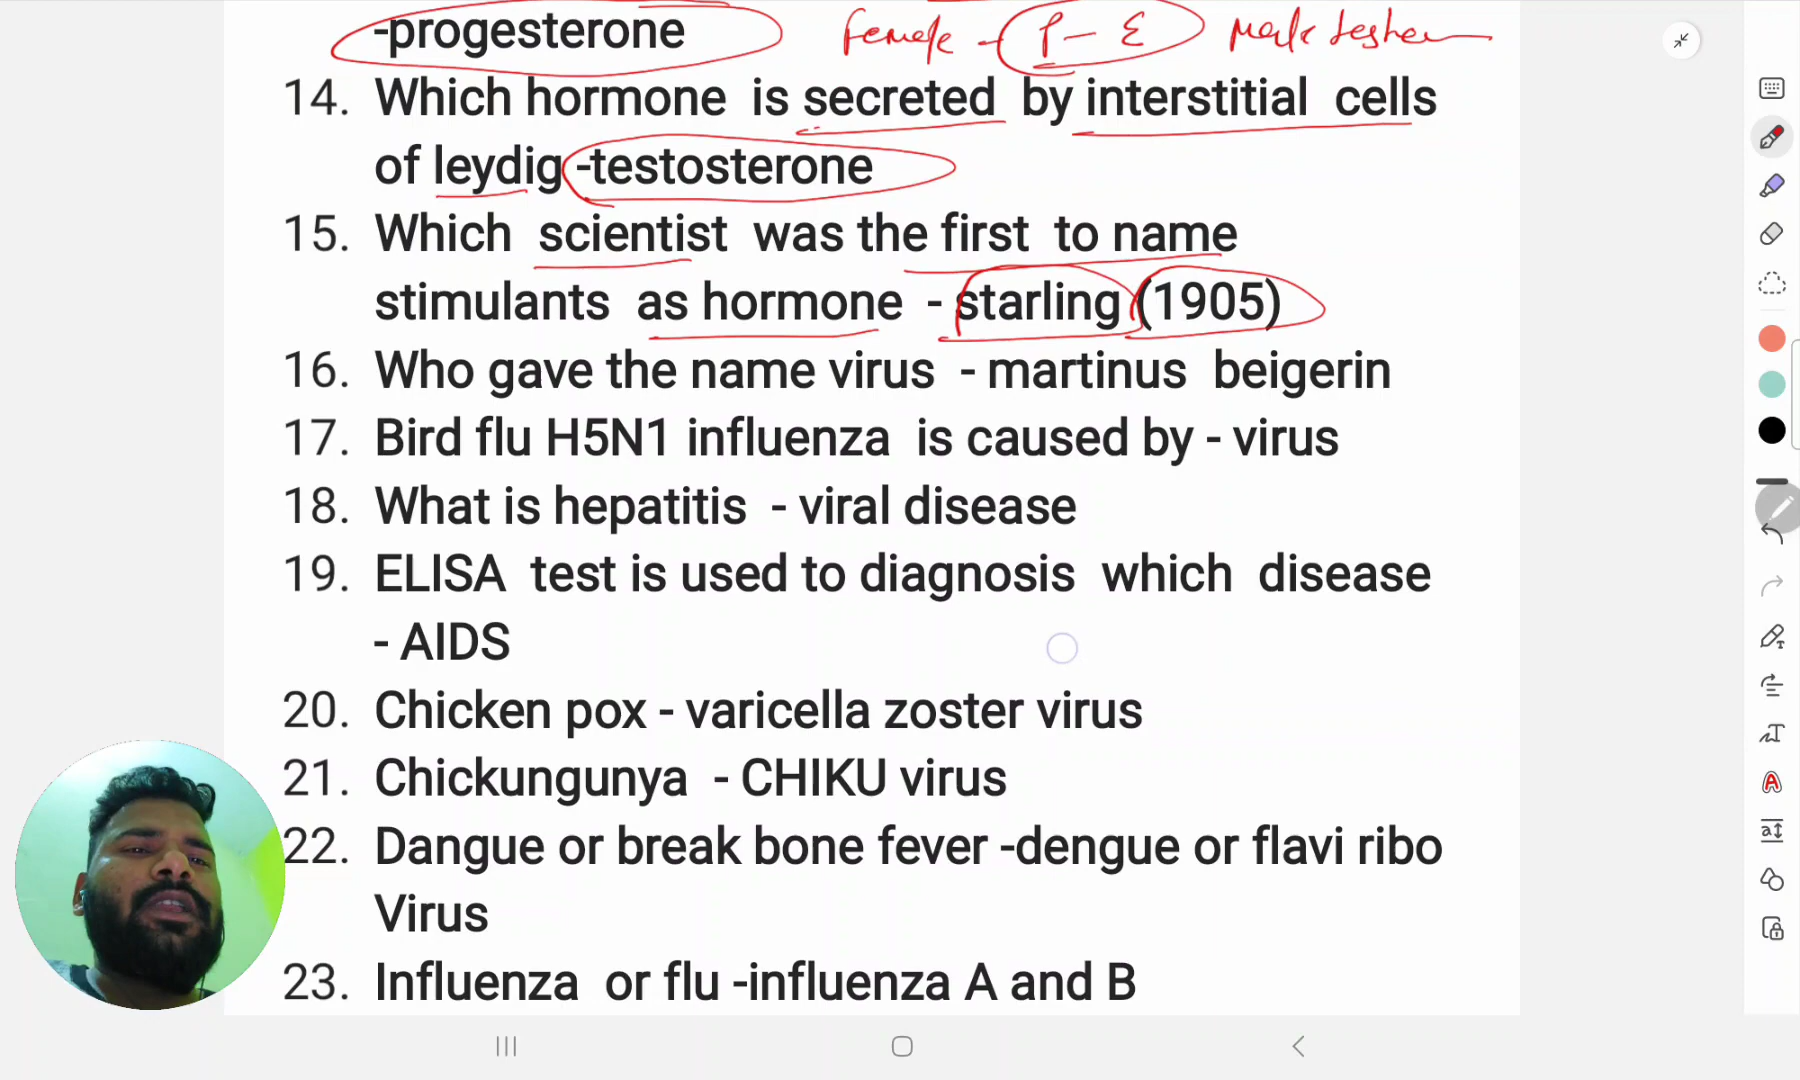 -progesterone female - P - E male tester
14. Which hormone is secreted by interstitial cells
of leydig -testosterone
15. Which scientist was the first to name
stimulants as hormone - starling (1905)
16. Who gave the name virus - martinus beigerin
17. Bird flu H5N1 influenza is caused by - virus
18. What is hepatitis - viral disease
19. ELISA test is used to diagnosis which disease
- AIDS
20. Chicken pox - varicella zoster virus
21. Chickungunya - CHIKU virus
22. Dangue or break bone fever -dengue or flavi ribo
Virus
23. Influenza or flu -influenza A and B